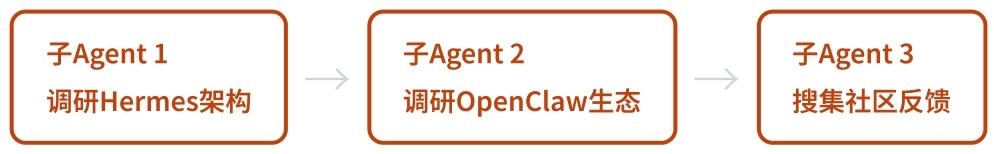 子Agent 1
调研Hermes架构
子Agent 2
调研OpenClaw生态
子Agent 3
搜集社区反馈